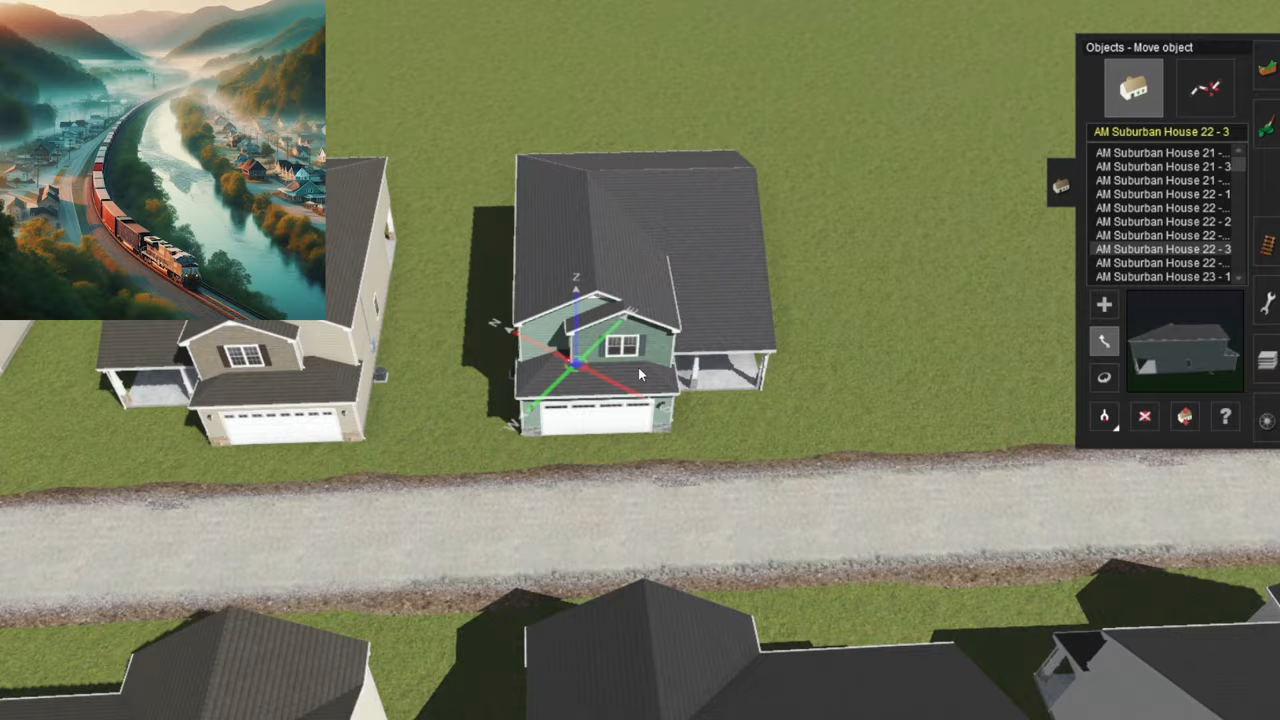 Objects - Move object
AM Suburban House 22 - 3
AM Suburban House 21 -...
AM Suburban House 21 - 3
AM Suburban House 21 -...
AM Suburban House 22 - 1
AM Suburban House 22 -...
AM Suburban House 22 - 2
AM Suburban House 22 -...
AM Suburban House 22 - 3
AM Suburban House 22 -...
AM Suburban House 23 - 1
Z
N
?